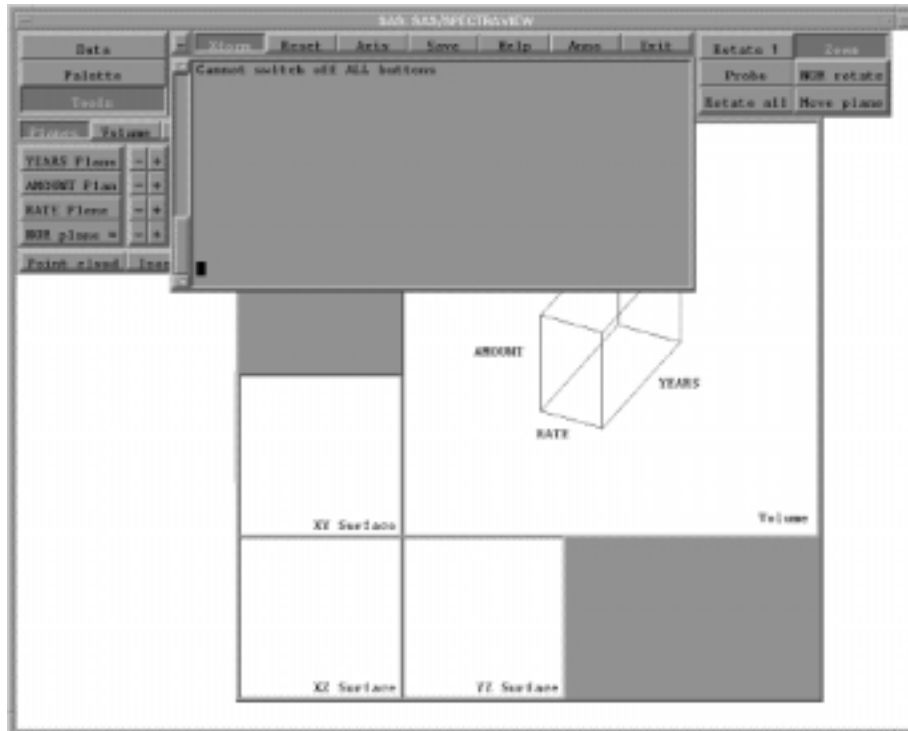 SAS: SAS/SPECTRAVIEW
Data
Palette
Tools
Xform Reset Axis Save Help Anno Exit
Cannot switch off ALL buttons
Rotate 1 Zoom
Probe NOM rotate
Rotate all Move plane
Planes Volume
YEARS Plane - +
AMOUNT Plan - +
RATE Plane - +
NOM plane = - +
Point cloud
AMOUNT
YEARS
RATE
Volume
XY Surface
XZ Surface
YZ Surface